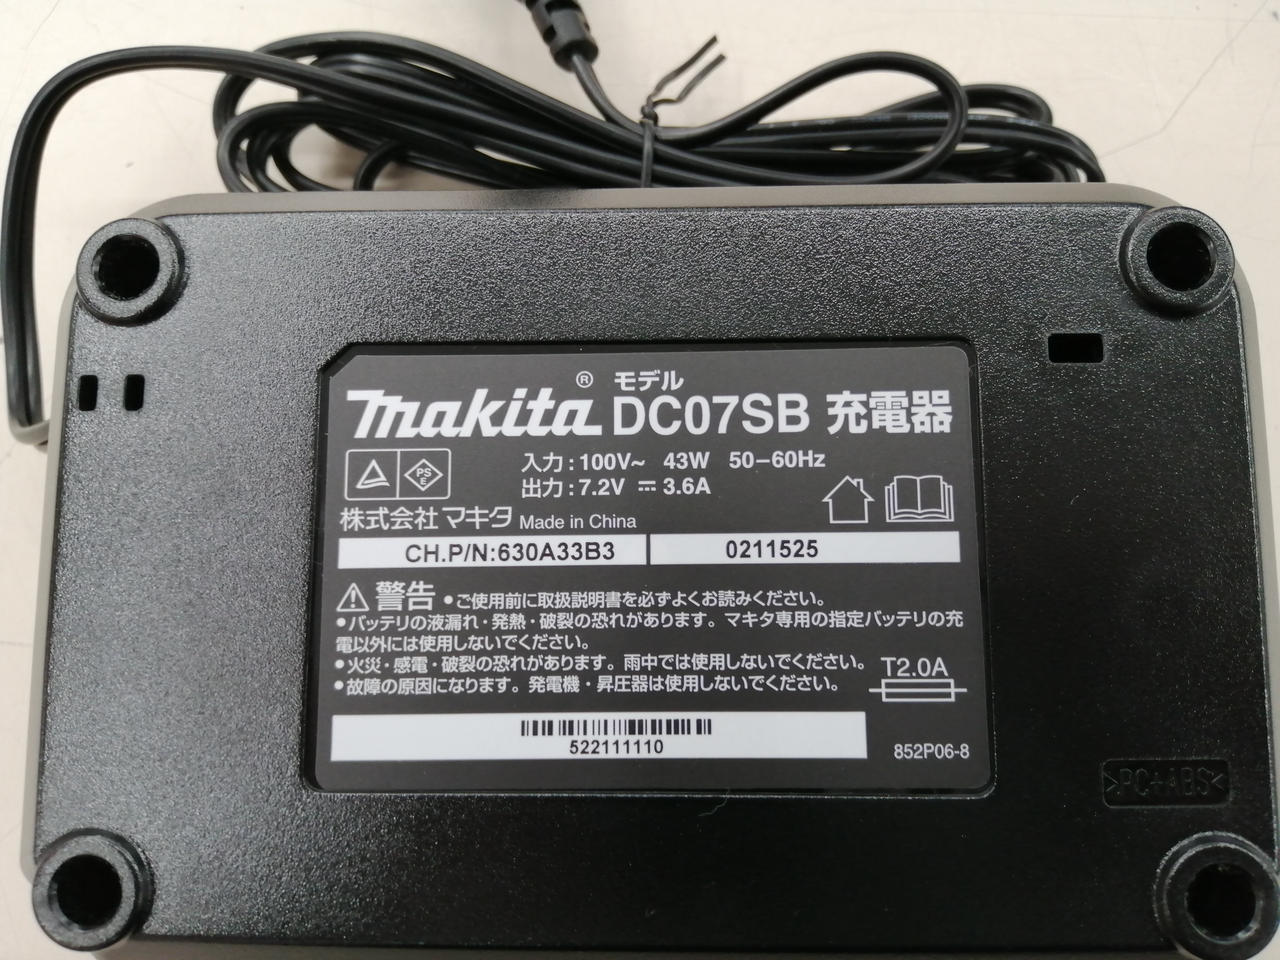 makita® モデル DC07SB 充電器
入力:100V~ 43W 50−60Hz
PS E
出力:7.2V ⎓ 3.6A
株式会社マキタ Made in China
CH.P/N:630A33B3 0211525
警告 ●ご使用前に取扱説明書を必ずよくお読みください。
●バッテリの液漏れ・発熱・破裂の恐れがあります。マキタ専用の指定バッテリの充
電以外には使用しないでください。
●火災・感電・破裂の恐れがあります。雨中では使用しないでください。
●故障の原因になります。発電機・昇圧器は使用しないでください。
T2.0A
522111110
852P06-8
>PC+ABS<